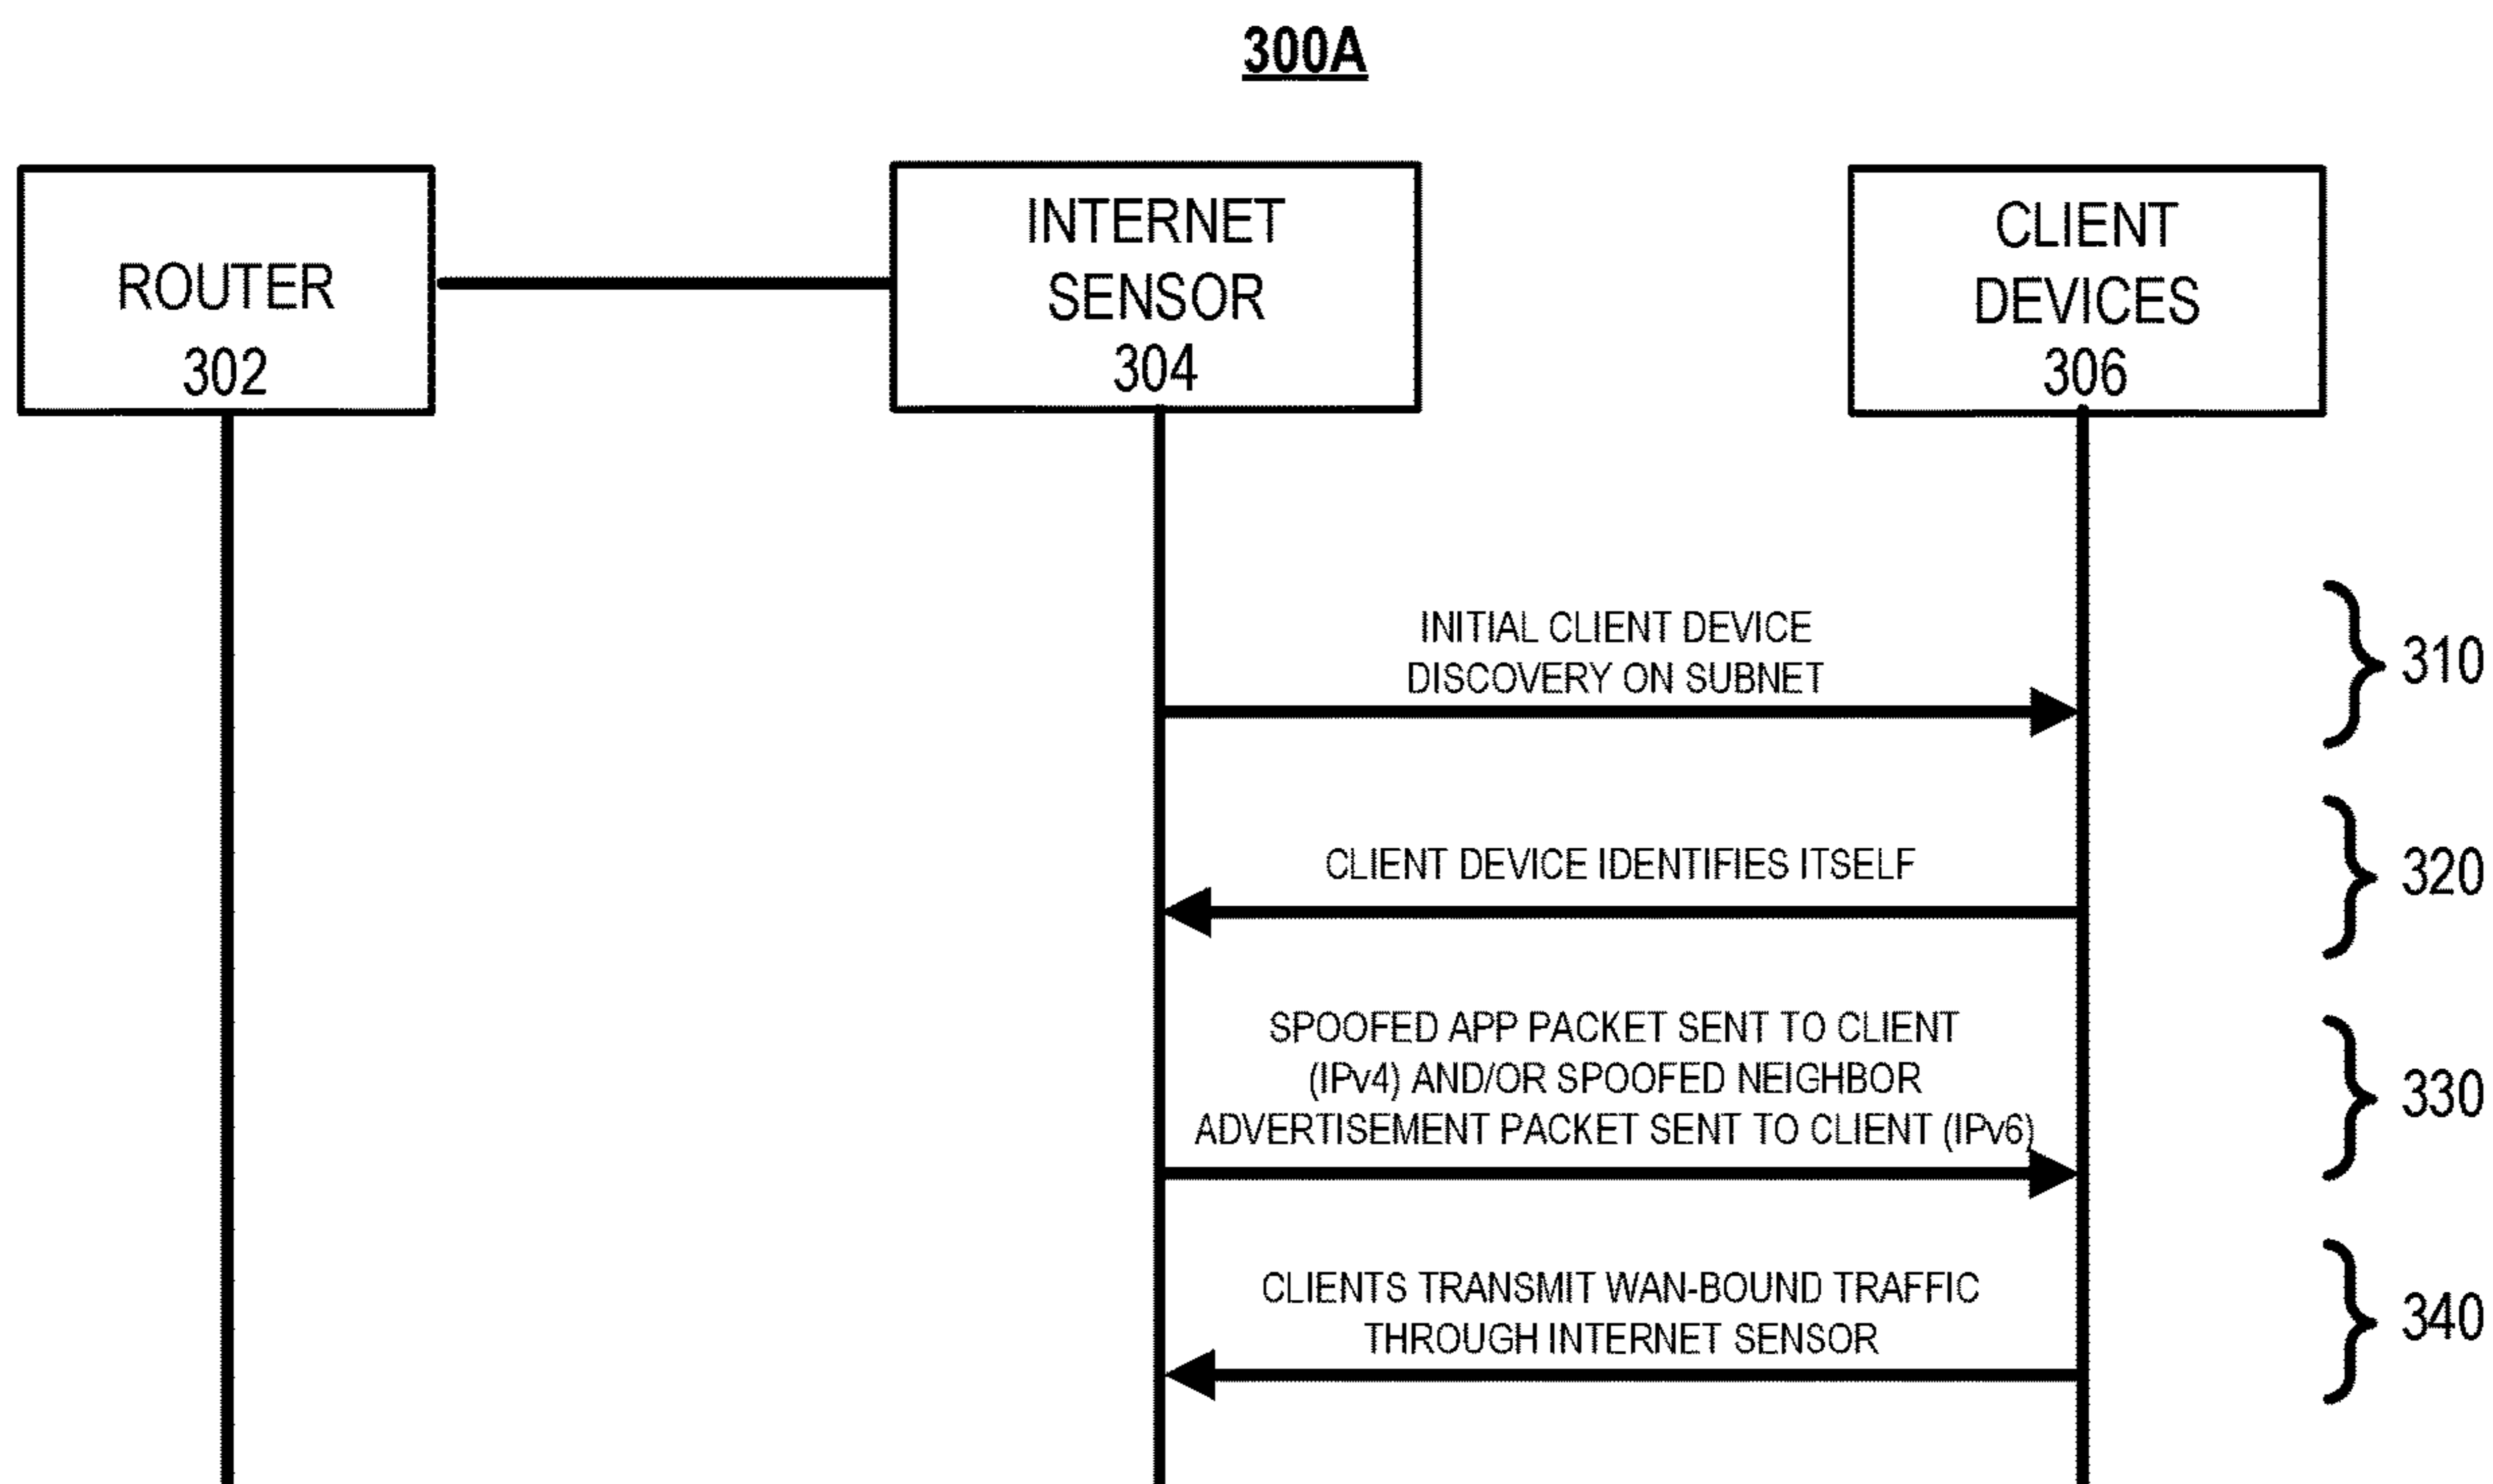 300A
ROUTER
302
INTERNET
SENSOR
304
CLIENT
DEVICES
306
INITIAL CLIENT DEVICE
DISCOVERY ON SUBNET
310
CLIENT DEVICE IDENTIFIES ITSELF
320
SPOOFED APP PACKET SENT TO CLIENT
(IPv4) AND/OR SPOOFED NEIGHBOR
ADVERTISEMENT PACKET SENT TO CLIENT (IPv6)
330
CLIENTS TRANSMIT WAN-BOUND TRAFFIC
THROUGH INTERNET SENSOR
340